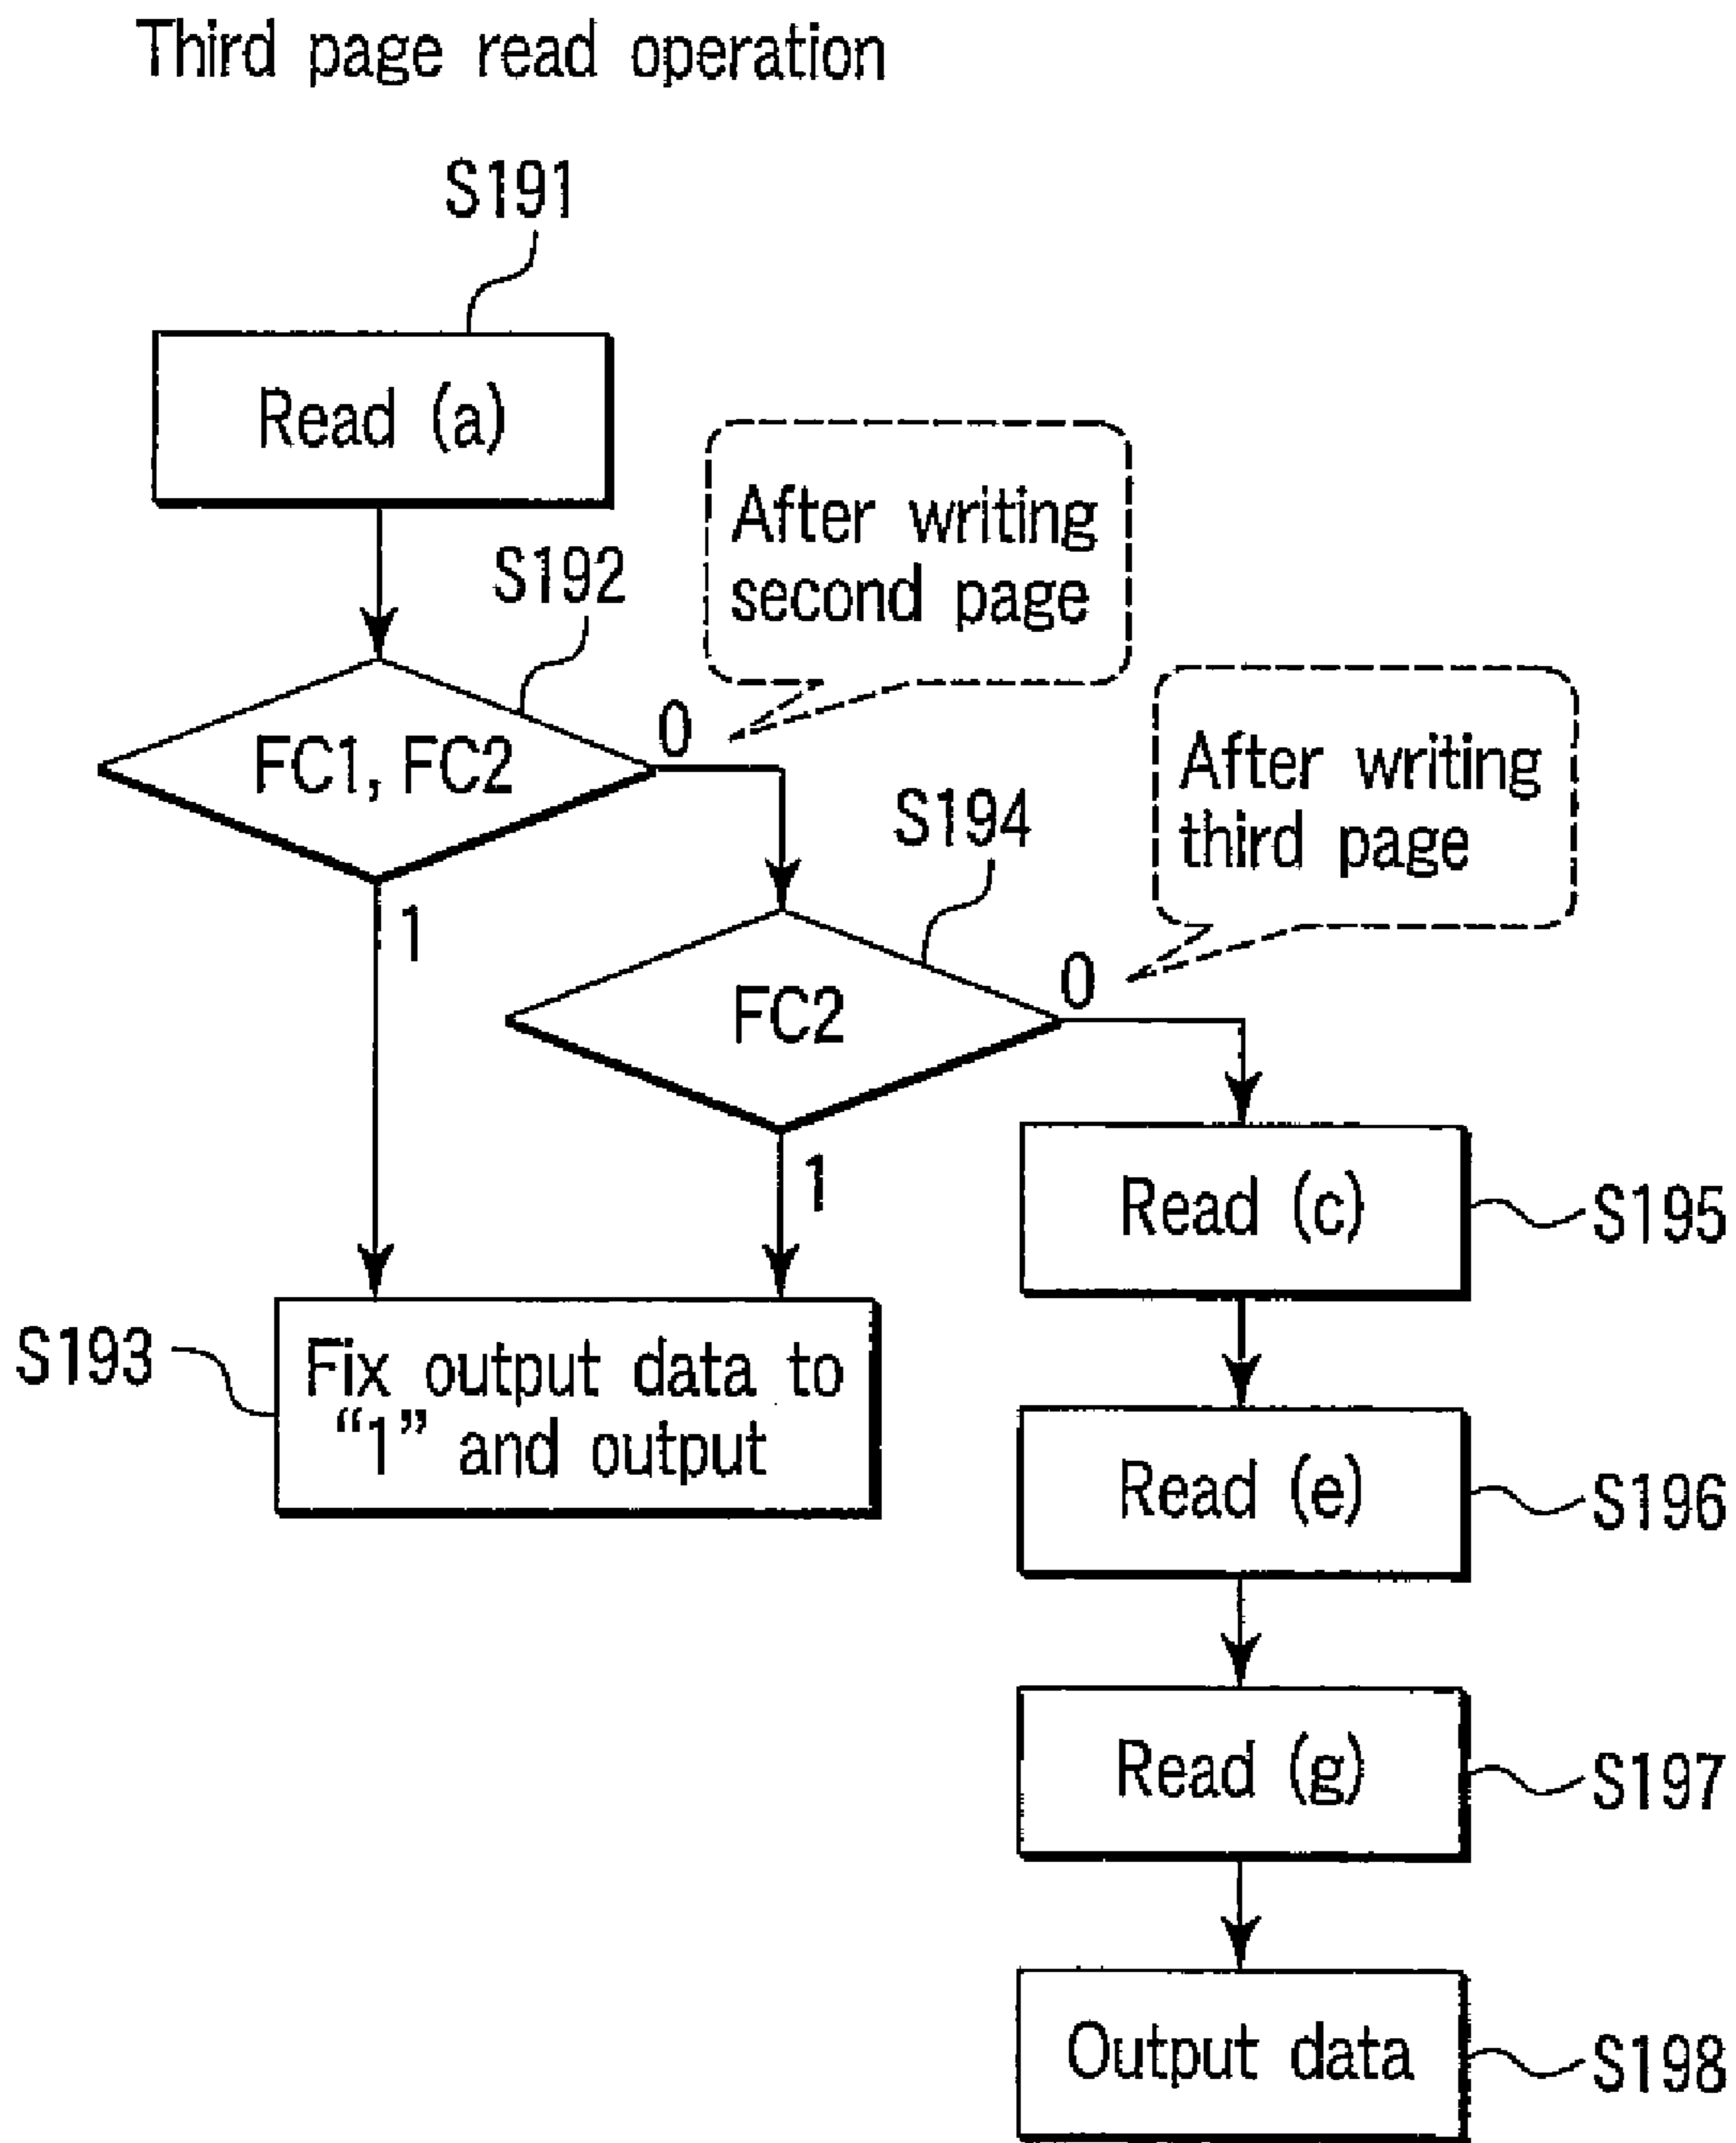 Third page read operation
S191
Read (a)
After writing
second page
S192
FC1, FC2
0
1
After writing
third page
S194
FC2
0
1
Read (c)
S195
S193
Fix output data to
“1” and output
Read (e)
S196
Read (g)
S197
Output data
S198